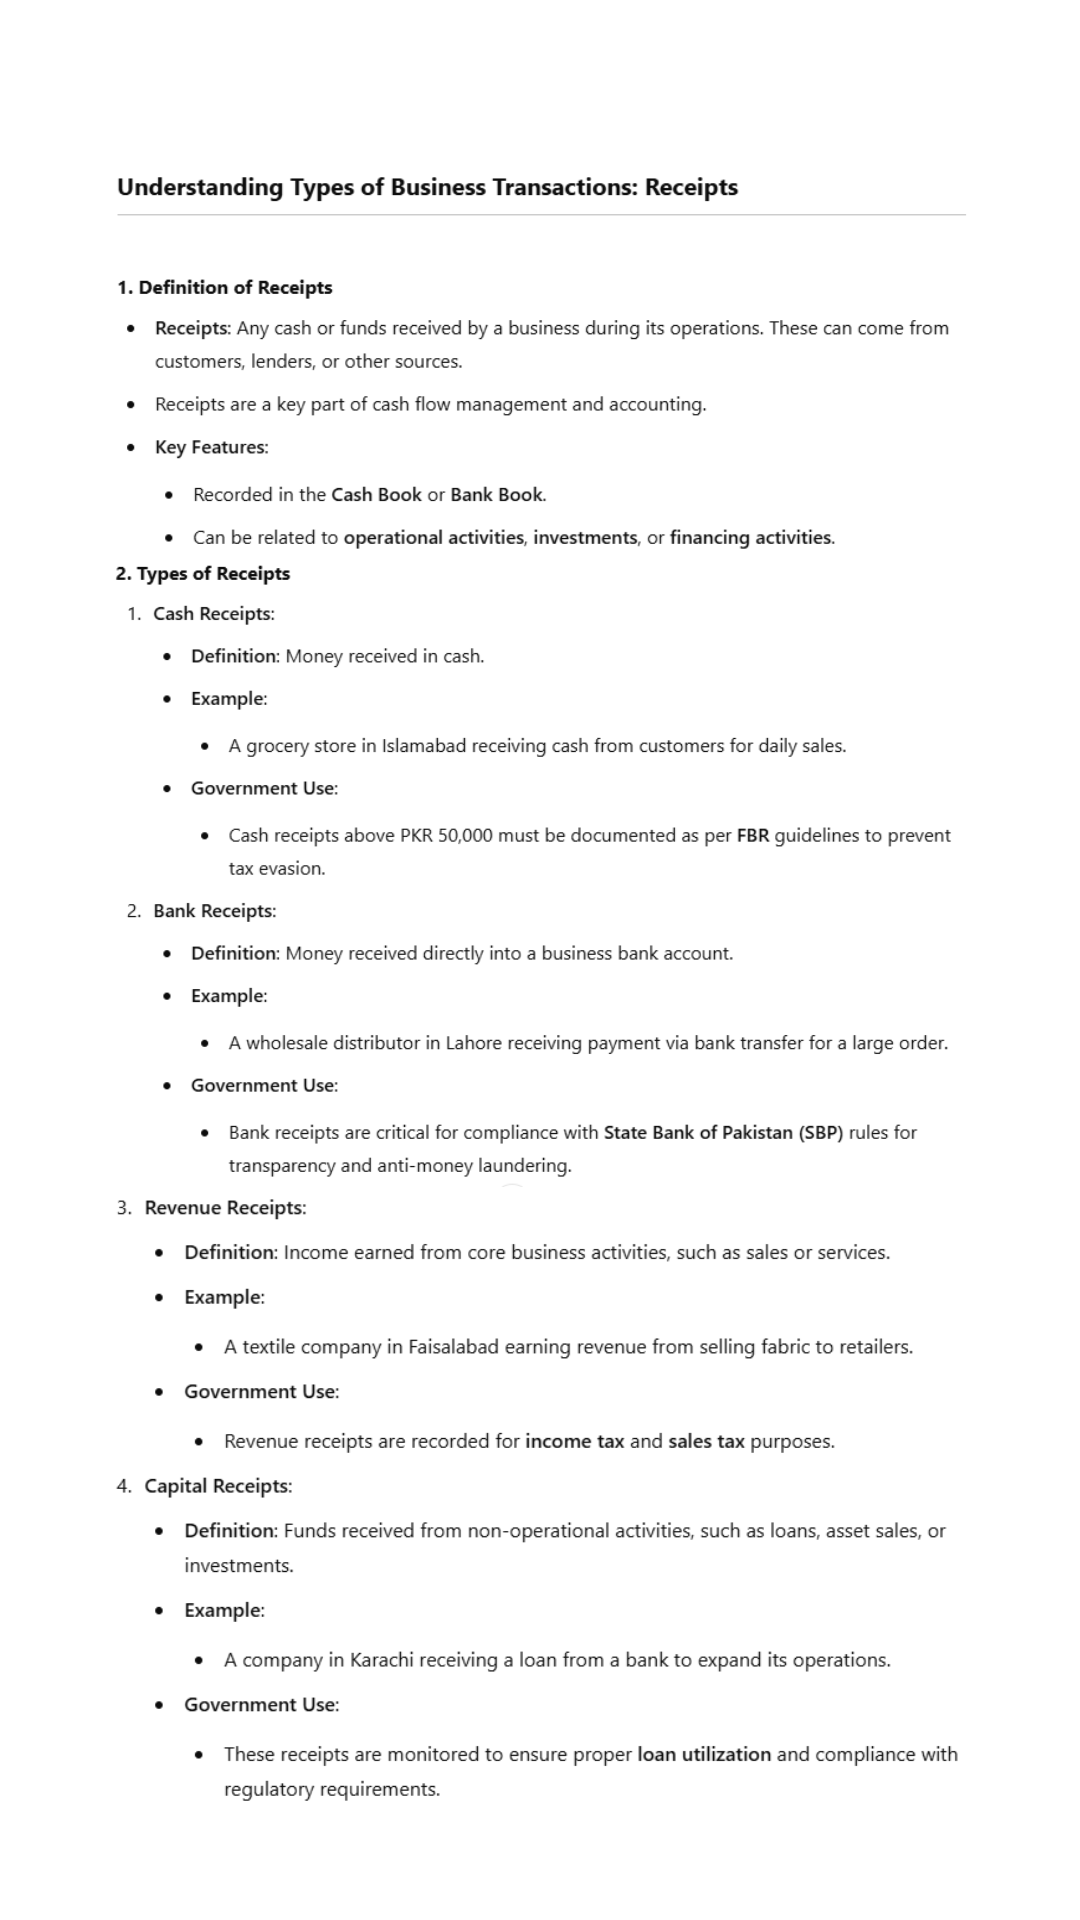 Understanding Types of Business Transactions: Receipts
1. Definition of Receipts
• Receipts: Any cash or funds received by a business during its operations. These can come from
customers, lenders, or other sources.
• Receipts are a key part of cash flow management and accounting.
• Key Features:
• Recorded in the Cash Book or Bank Book.
• Can be related to operational activities, investments, or financing activities.
2. Types of Receipts
1. Cash Receipts:
• Definition: Money received in cash.
• Example:
• A grocery store in Islamabad receiving cash from customers for daily sales.
• Government Use:
• Cash receipts above PKR 50,000 must be documented as per FBR guidelines to prevent
tax evasion.
2. Bank Receipts:
• Definition: Money received directly into a business bank account.
• Example:
• A wholesale distributor in Lahore receiving payment via bank transfer for a large order.
• Government Use:
• Bank receipts are critical for compliance with State Bank of Pakistan (SBP) rules for
transparency and anti-money laundering.
3. Revenue Receipts:
• Definition: Income earned from core business activities, such as sales or services.
• Example:
• A textile company in Faisalabad earning revenue from selling fabric to retailers.
• Government Use:
• Revenue receipts are recorded for income tax and sales tax purposes.
4. Capital Receipts:
• Definition: Funds received from non-operational activities, such as loans, asset sales, or
investments.
• Example:
• A company in Karachi receiving a loan from a bank to expand its operations.
• Government Use:
• These receipts are monitored to ensure proper loan utilization and compliance with
regulatory requirements.